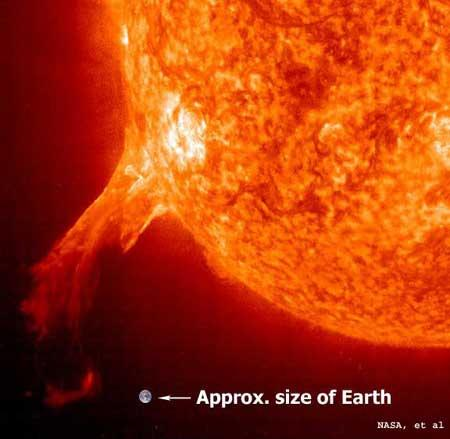 Approx. size of Earth
NASA, et al